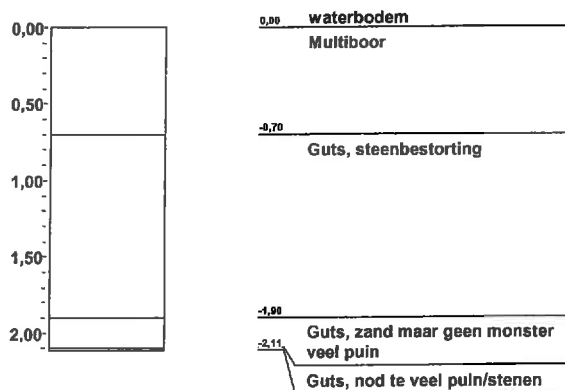 0,00
0,50
1,00
1,50
2,00
0,00 waterbodem
Multiboor
-0,70
Guts, steenbestorting
-1,90
Guts, zand maar geen monster
veel puin
-2,11
Guts, nod te veel puin/stenen